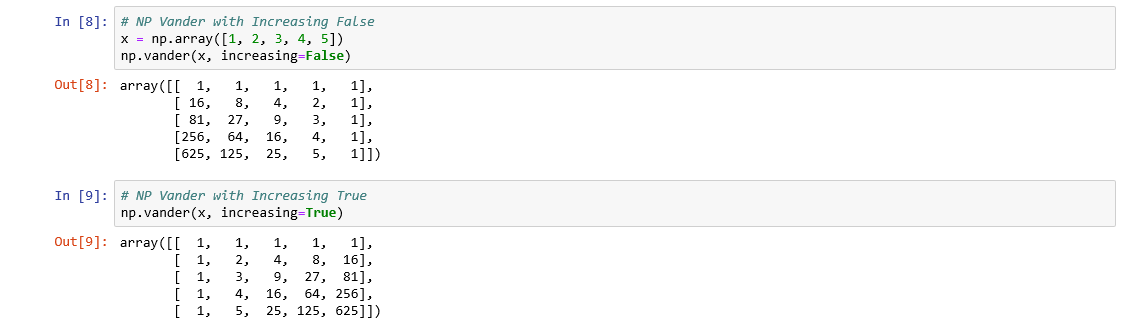 In [8]: # NP Vander with Increasing False
x = np.array([1, 2, 3, 4, 5])
np.vander(x, increasing=False)
Out[8]: array([[  1,   1,   1,   1,   1],
       [ 16,   8,   4,   2,   1],
       [ 81,  27,   9,   3,   1],
       [256,  64,  16,   4,   1],
       [625, 125,  25,   5,   1]])
In [9]: # NP Vander with Increasing True
np.vander(x, increasing=True)
Out[9]: array([[  1,   1,   1,   1,   1],
       [  1,   2,   4,   8,  16],
       [  1,   3,   9,  27,  81],
       [  1,   4,  16,  64, 256],
       [  1,   5,  25, 125, 625]])